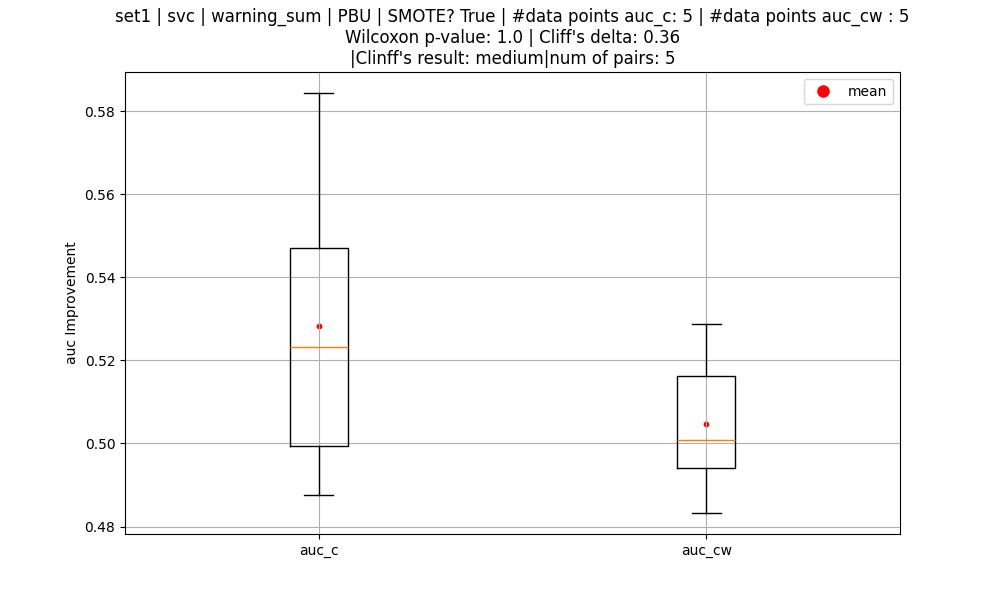 set1 | svc | warning_sum | PBU | SMOTE? True | #data points auc_c: 5 | #data points auc_cw : 5
Wilcoxon p-value: 1.0 | Cliff's delta: 0.36
|Clinff's result: medium|num of pairs: 5
mean
0.58
0.56
0.54
0.52
0.50
0.48
auc Improvement
auc_c
auc_cw